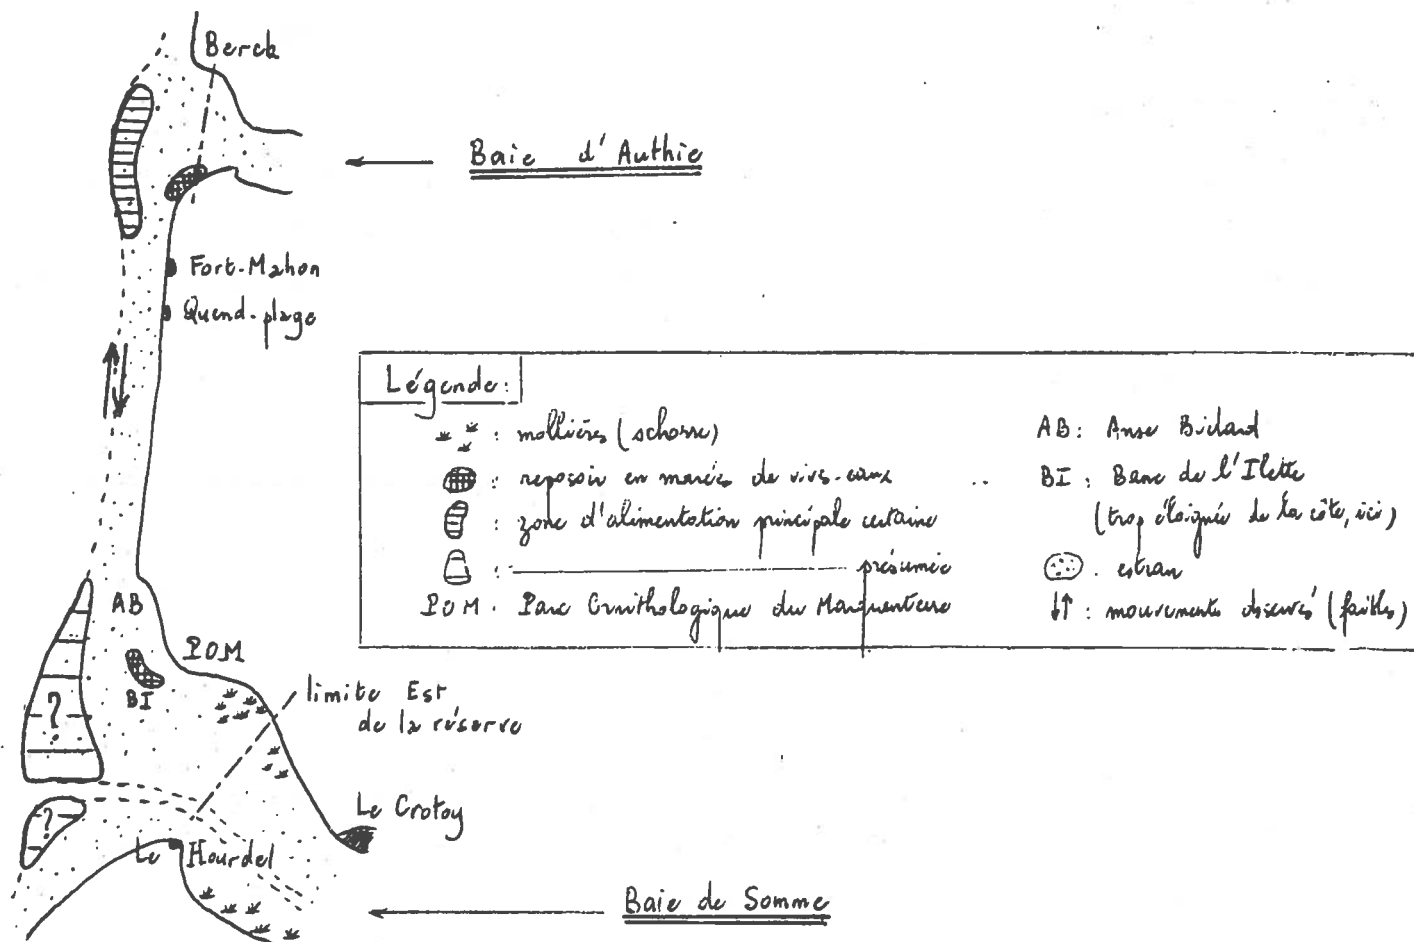 Berck
Baie d'Authie
Fort-Mahon
Quend-plage
Légende:
: mollières (schorre)
: reposoir en marées de vives-eaux
: zone d'alimentation principale certaine
: ——— présumée
POM. Parc Ornithologique du Marquenterre
AB: Anse Bidard
BI: Banc de l'Ilette
(trop éloignée de la côte, ici)
. estran
↓↑: mouvements observés (faibles)
AB
POM
BI
?
limite Est
de la réserve
?
Le Crotoy
Le Hourdel
Baie de Somme